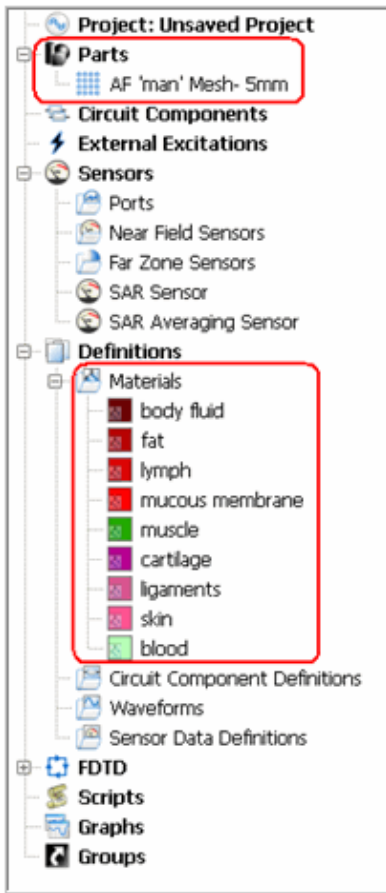 Project: Unsaved Project
Parts
AF 'man' Mesh- 5mm
Circuit Components
External Excitations
Sensors
Ports
Near Field Sensors
Far Zone Sensors
SAR Sensor
SAR Averaging Sensor
Definitions
Materials
body fluid
fat
lymph
mucous membrane
muscle
cartilage
ligaments
skin
blood
Circuit Component Definitions
Waveforms
Sensor Data Definitions
FDTD
Scripts
Graphs
Groups